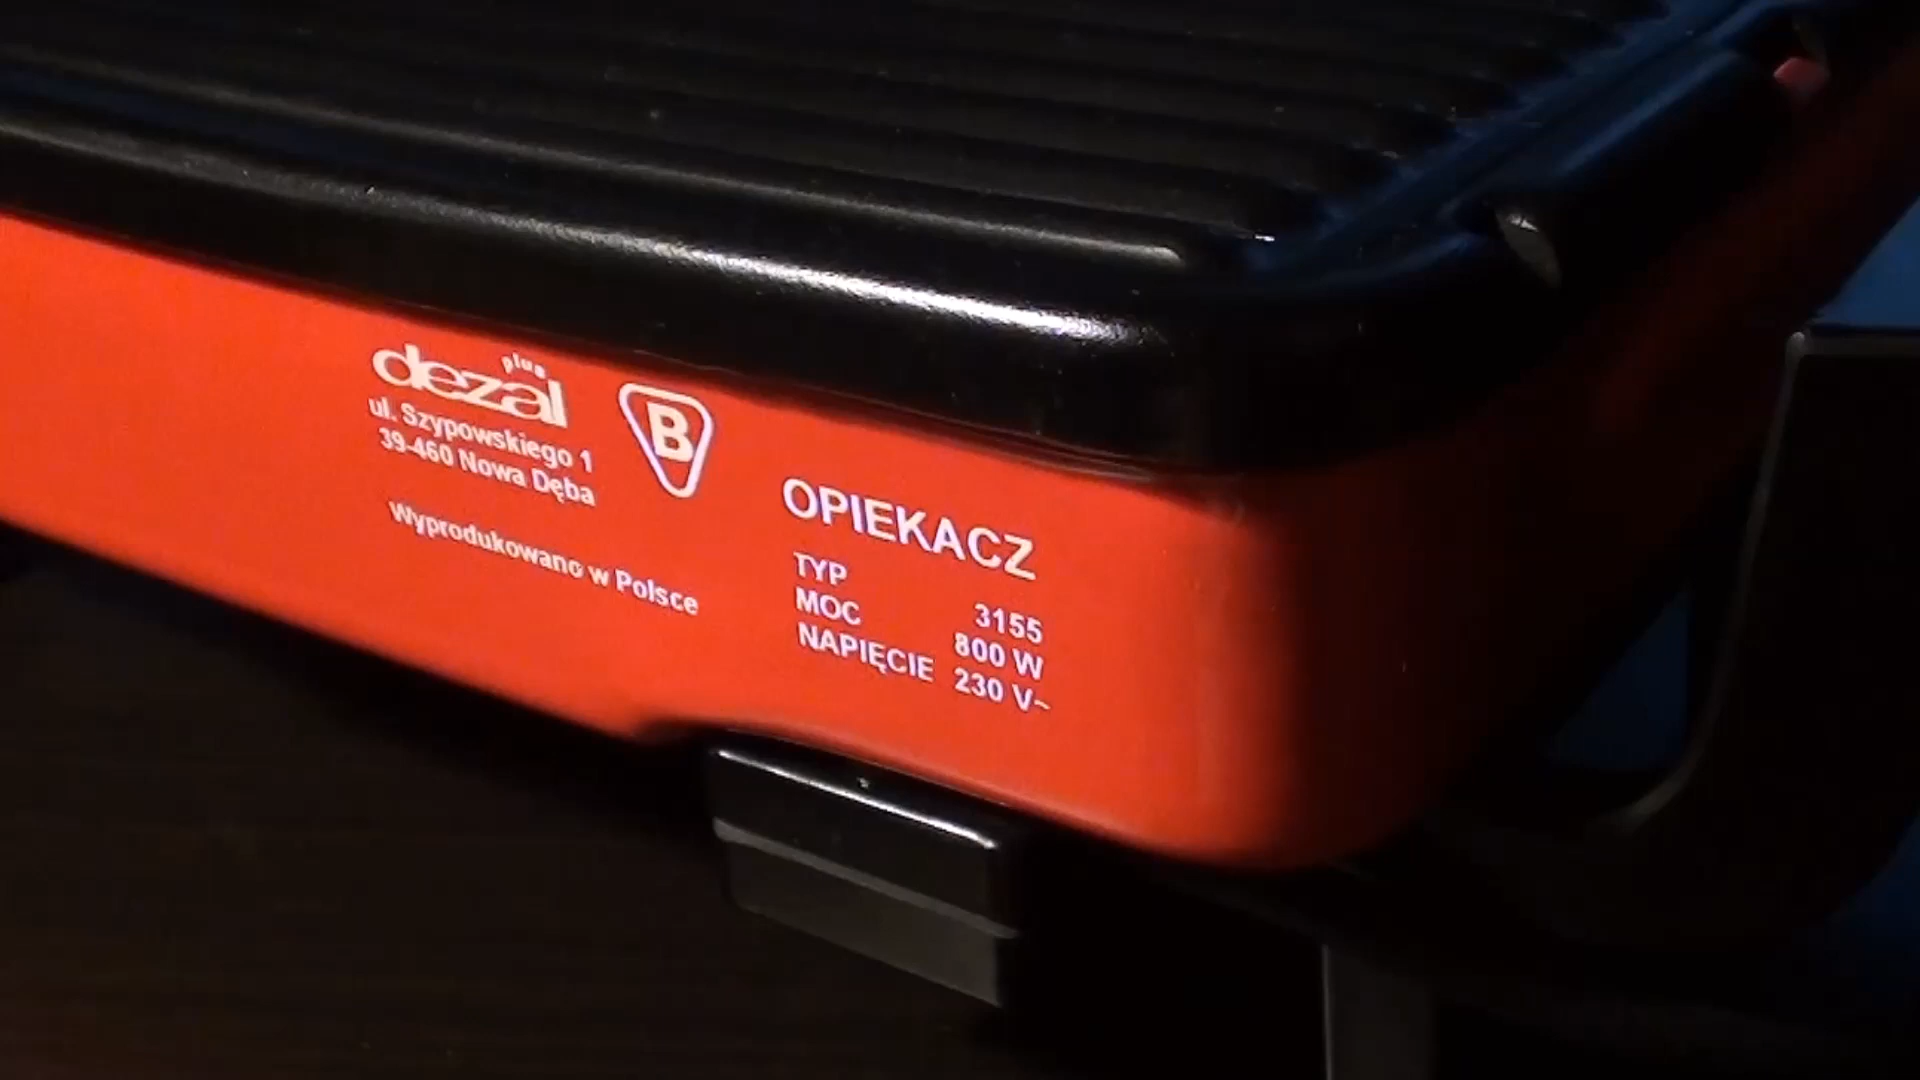 dezal plus
ul. Szypowskiego 1
39-460 Nowa Dęba
Wyprodukowano w Polsce
B
OPIEKACZ
TYP 3155
MOC 800 W
NAPIĘCIE 230 V~